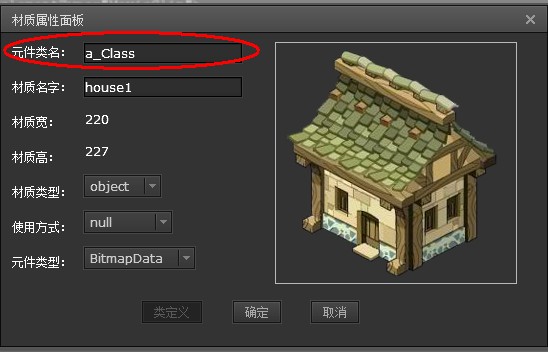 材质属性面板
元件类名： a_Class
材质名字： house1
材质宽： 220
材质高： 227
材质类型： object
使用方式： null
元件类型： BitmapData
类定义 确定 取消